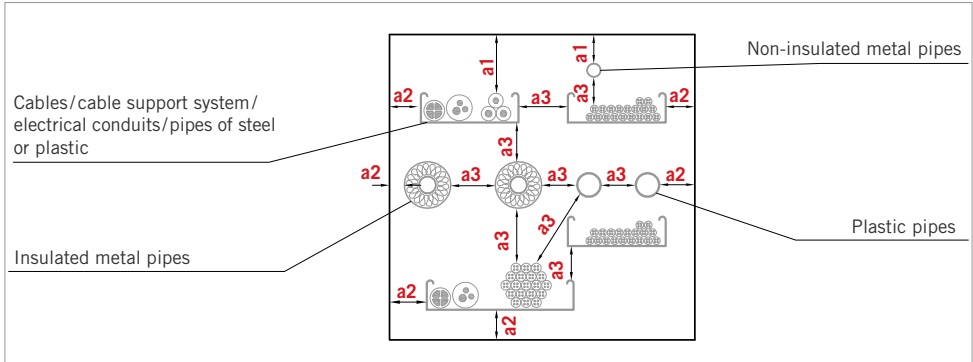 Non-insulated metal pipes
Cables/cable support system/
electrical conduits/pipes of steel
or plastic
a1
a1
a2
a3
a3
a2
a3
a2
a3
a3
a3
a2
a3
a3
Plastic pipes
Insulated metal pipes
a3
a2
a2